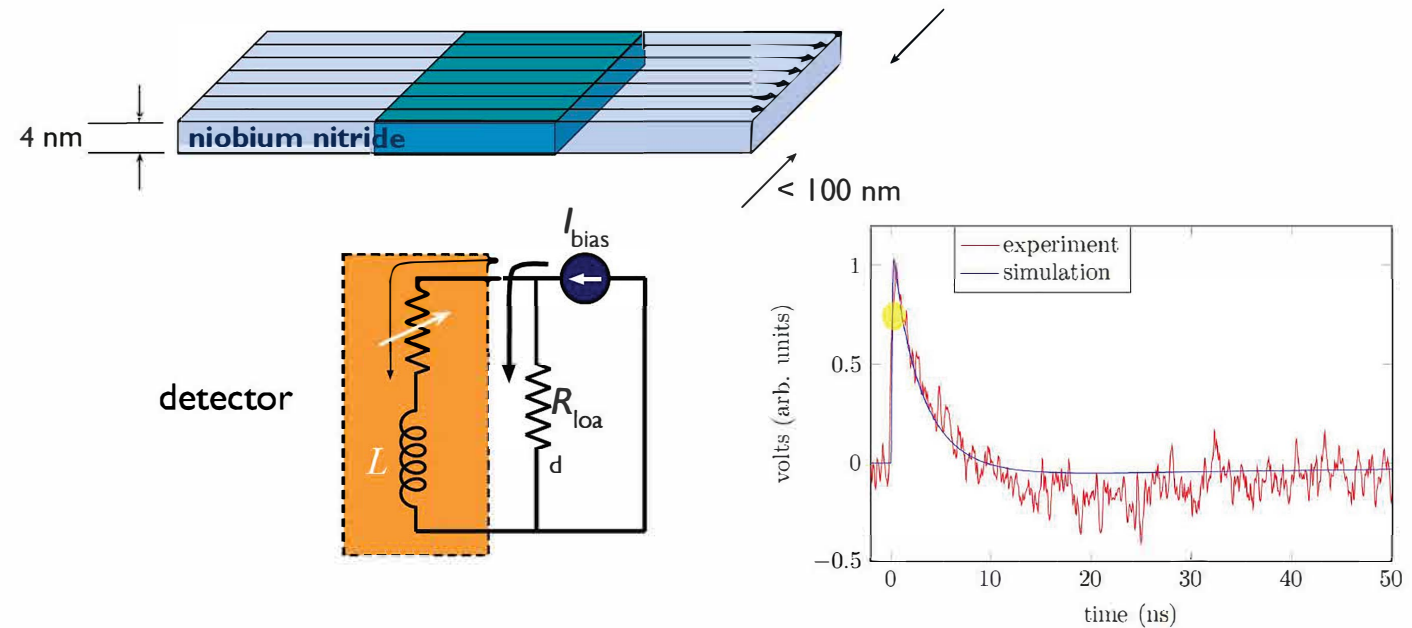 4 nm
niobium nitride
< 100 nm
I bias
detector
L
R loa
d
experiment
simulation
volts (arb. units)
1
0.5
0
−0.5
0
10
20
30
40
50
time (ns)